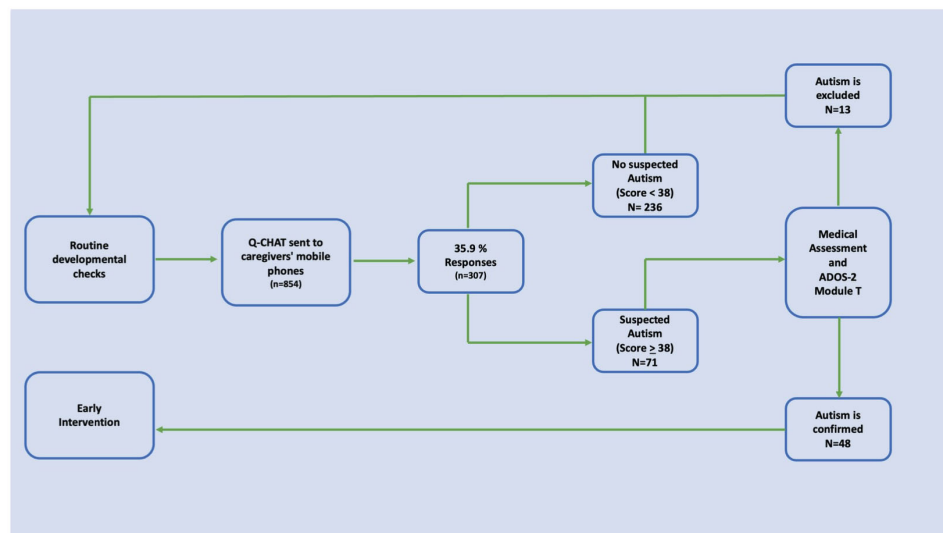 Autism is
excluded
N=13
No suspected
Autism
(Score < 38)
N= 236
Routine
developmental
checks
Q-CHAT sent to
caregivers' mobile
phones
(n=854)
35.9 %
Responses
(n=307)
Medical
Assessment
and
ADOS-2
Module T
Suspected
Autism
(Score ≥ 38)
N=71
Early
Intervention
Autism is
confirmed
N=48